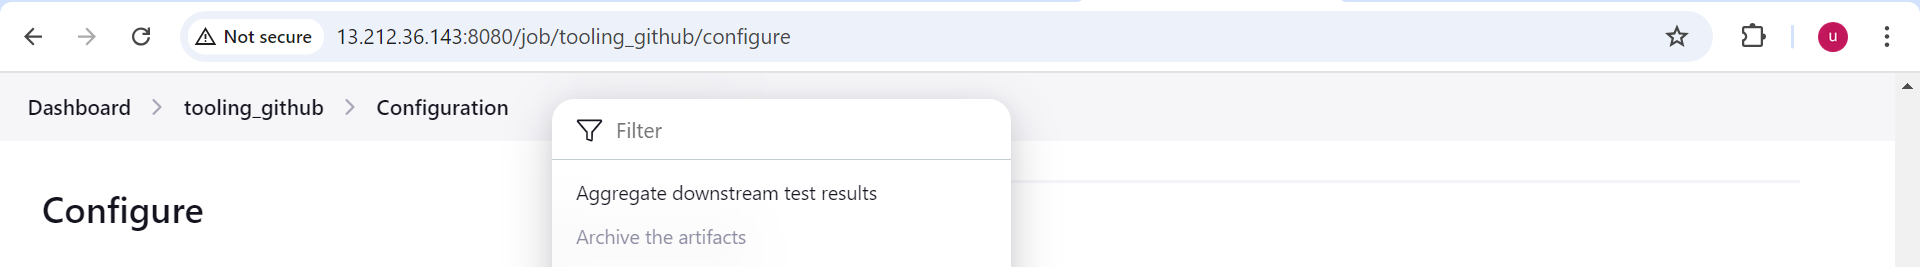 Not secure 13.212.36.143:8080/job/tooling_github/configure u
Dashboard tooling_github Configuration
Filter
Aggregate downstream test results
Configure
Archive the artifacts